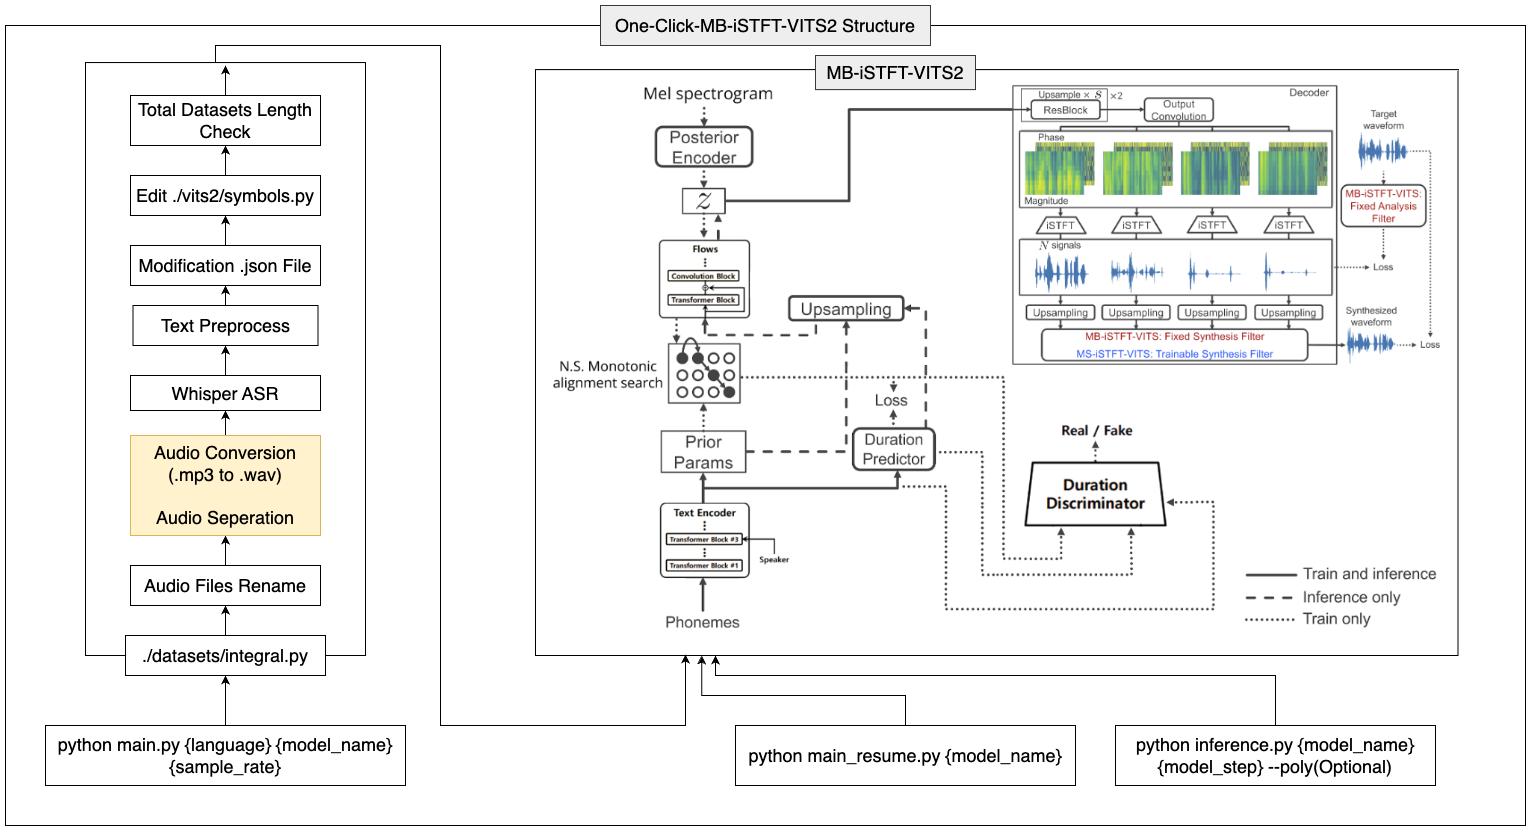 One-Click-MB-iSTFT-VITS2 Structure
Total Datasets Length
Check
Edit ./vits2/symbols.py
Modification .json File
Text Preprocess
Whisper ASR
Audio Conversion
(.mp3 to .wav)
Audio Seperation
Audio Files Rename
./datasets/integral.py
python main.py {language} {model_name}
{sample_rate}
MB-iSTFT-VITS2
Mel spectrogram
Posterior
Encoder
z
Flows
Convolution Block
Transformer Block
Upsampling
N.S. Monotonic
alignment search
Loss
Prior
Params
Duration
Predictor
Text Encoder
Transformer Block #3
Speaker
Transformer Block #1
Phonemes
Decoder
Upsample × s ×2
ResBlock
Output
Convolution
Phase
Magnitude
iSTFT
iSTFT
iSTFT
iSTFT
N signals
Upsampling
Upsampling
Upsampling
Upsampling
MB-iSTFT-VITS: Fixed Synthesis Filter
MS-iSTFT-VITS: Trainable Synthesis Filter
Target
waveform
MB-iSTFT-VITS:
Fixed Analysis
Filter
Loss
Synthesized
waveform
Loss
Real / Fake
Duration
Discriminator
Train and inference
Inference only
Train only
python main_resume.py {model_name}
python inference.py {model_name}
{model_step} --poly(Optional)